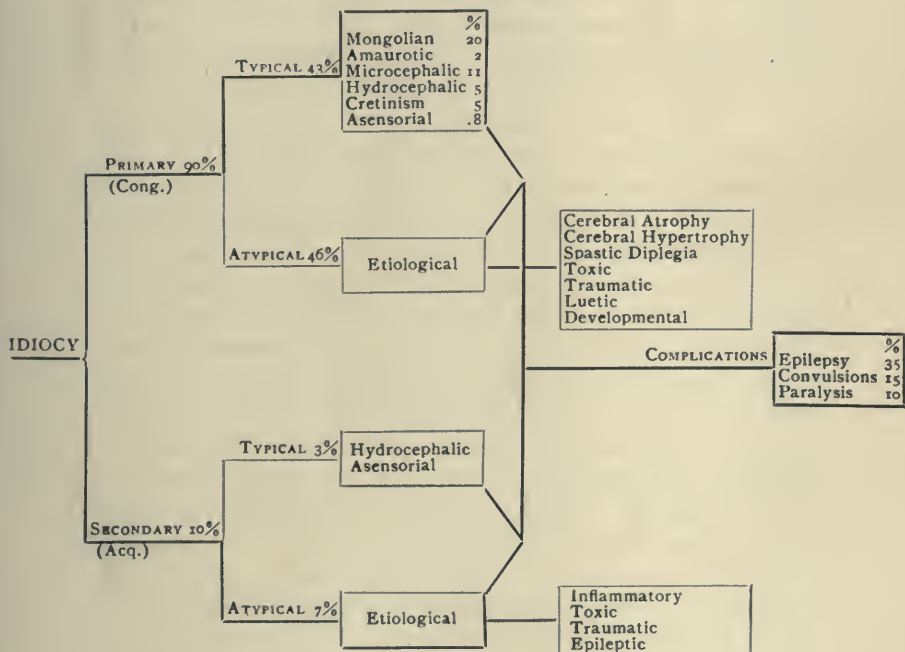 %
Mongolian 20
Amaurotic 2
Microcephalic 11
Hydrocephalic 5
Cretinism 5
Asensorial .8
TYPICAL 43%
PRIMARY 90%
(Cong.)
ATYPICAL 46%
Etiological
Cerebral Atrophy
Cerebral Hypertrophy
Spastic Diplegia
Toxic
Traumatic
Luetic
Developmental
IDIOCY
COMPLICATIONS
%
Epilepsy 35
Convulsions 15
Paralysis 10
TYPICAL 3%
Hydrocephalic
Asensorial
SECONDARY 10%
(Acq.)
ATYPICAL 7%
Etiological
Inflammatory
Toxic
Traumatic
Epileptic